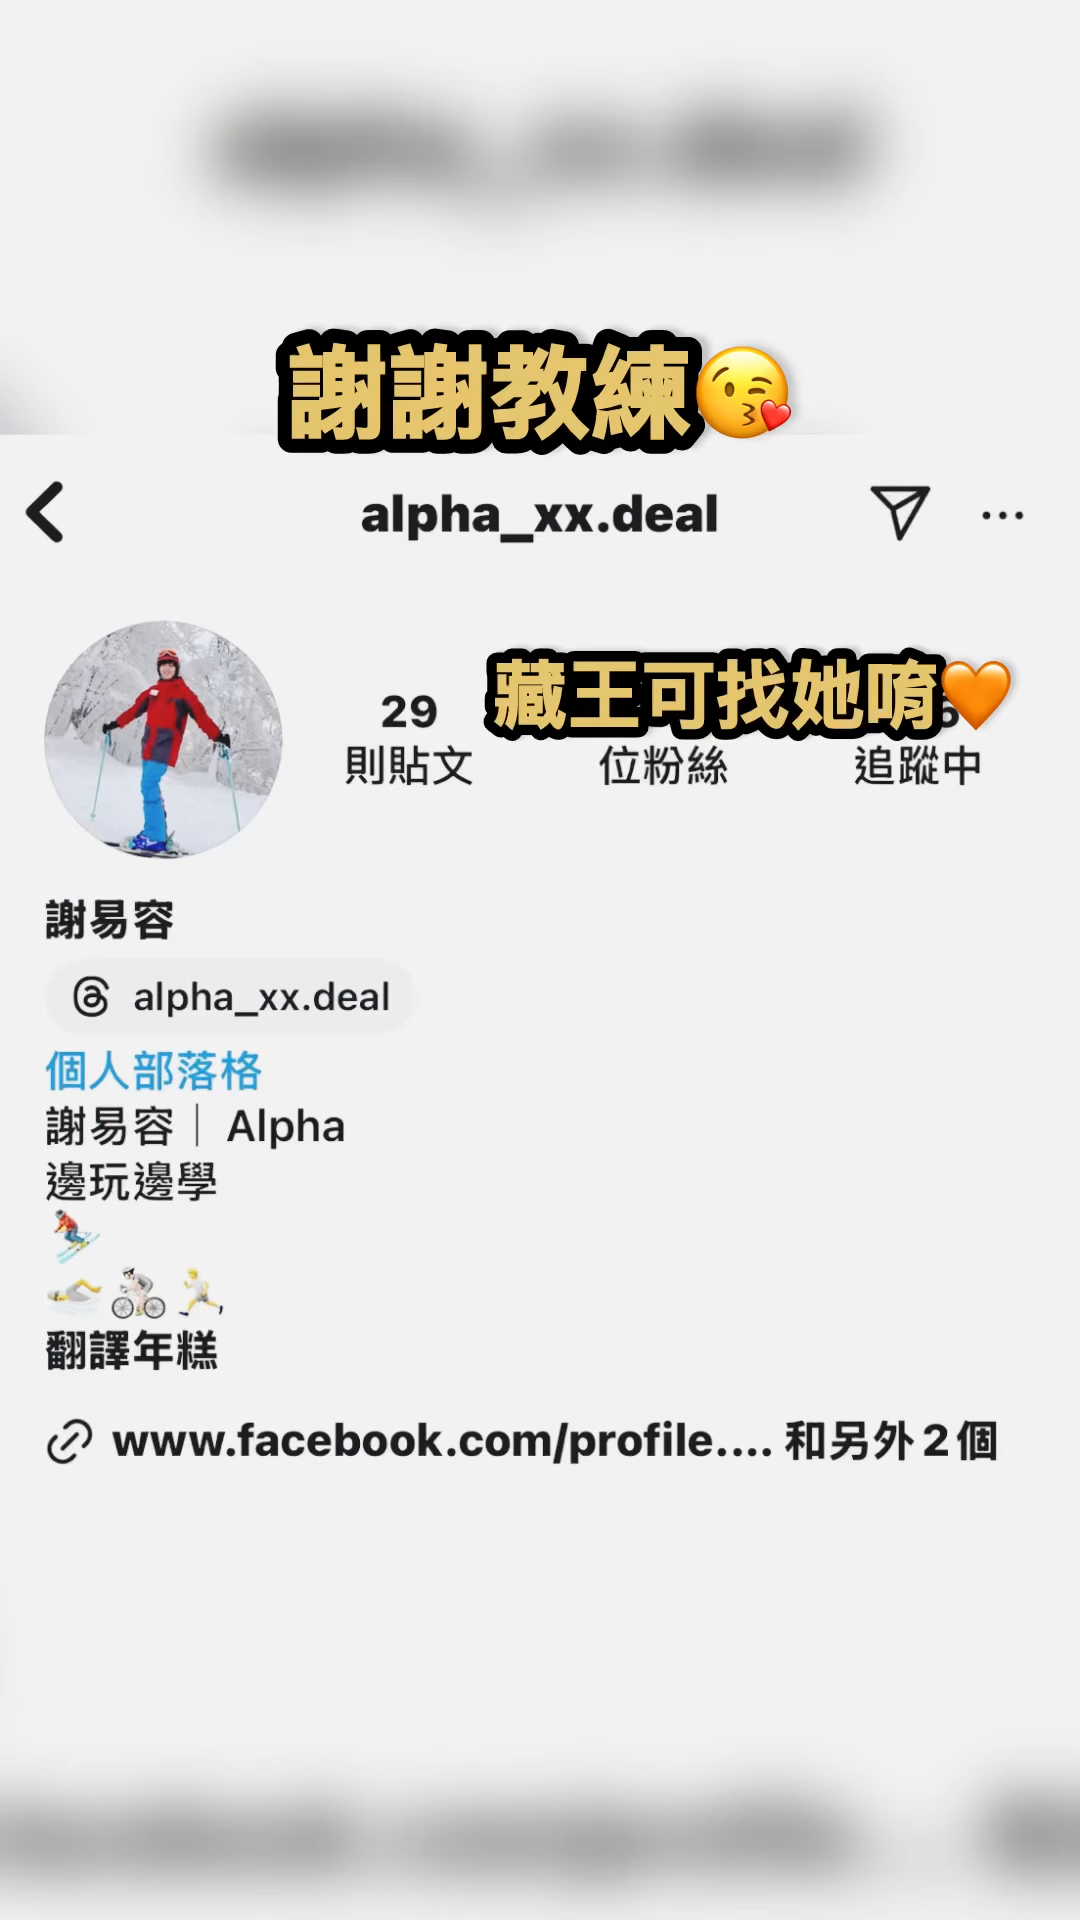 謝謝教練😘
alpha_xx.deal
藏王可找她唷🧡
29
則貼文
位粉絲
追蹤中
謝易容
alpha_xx.deal
個人部落格
謝易容｜Alpha
邊玩邊學
翻譯年糕
www.facebook.com/profile.... 和另外2個